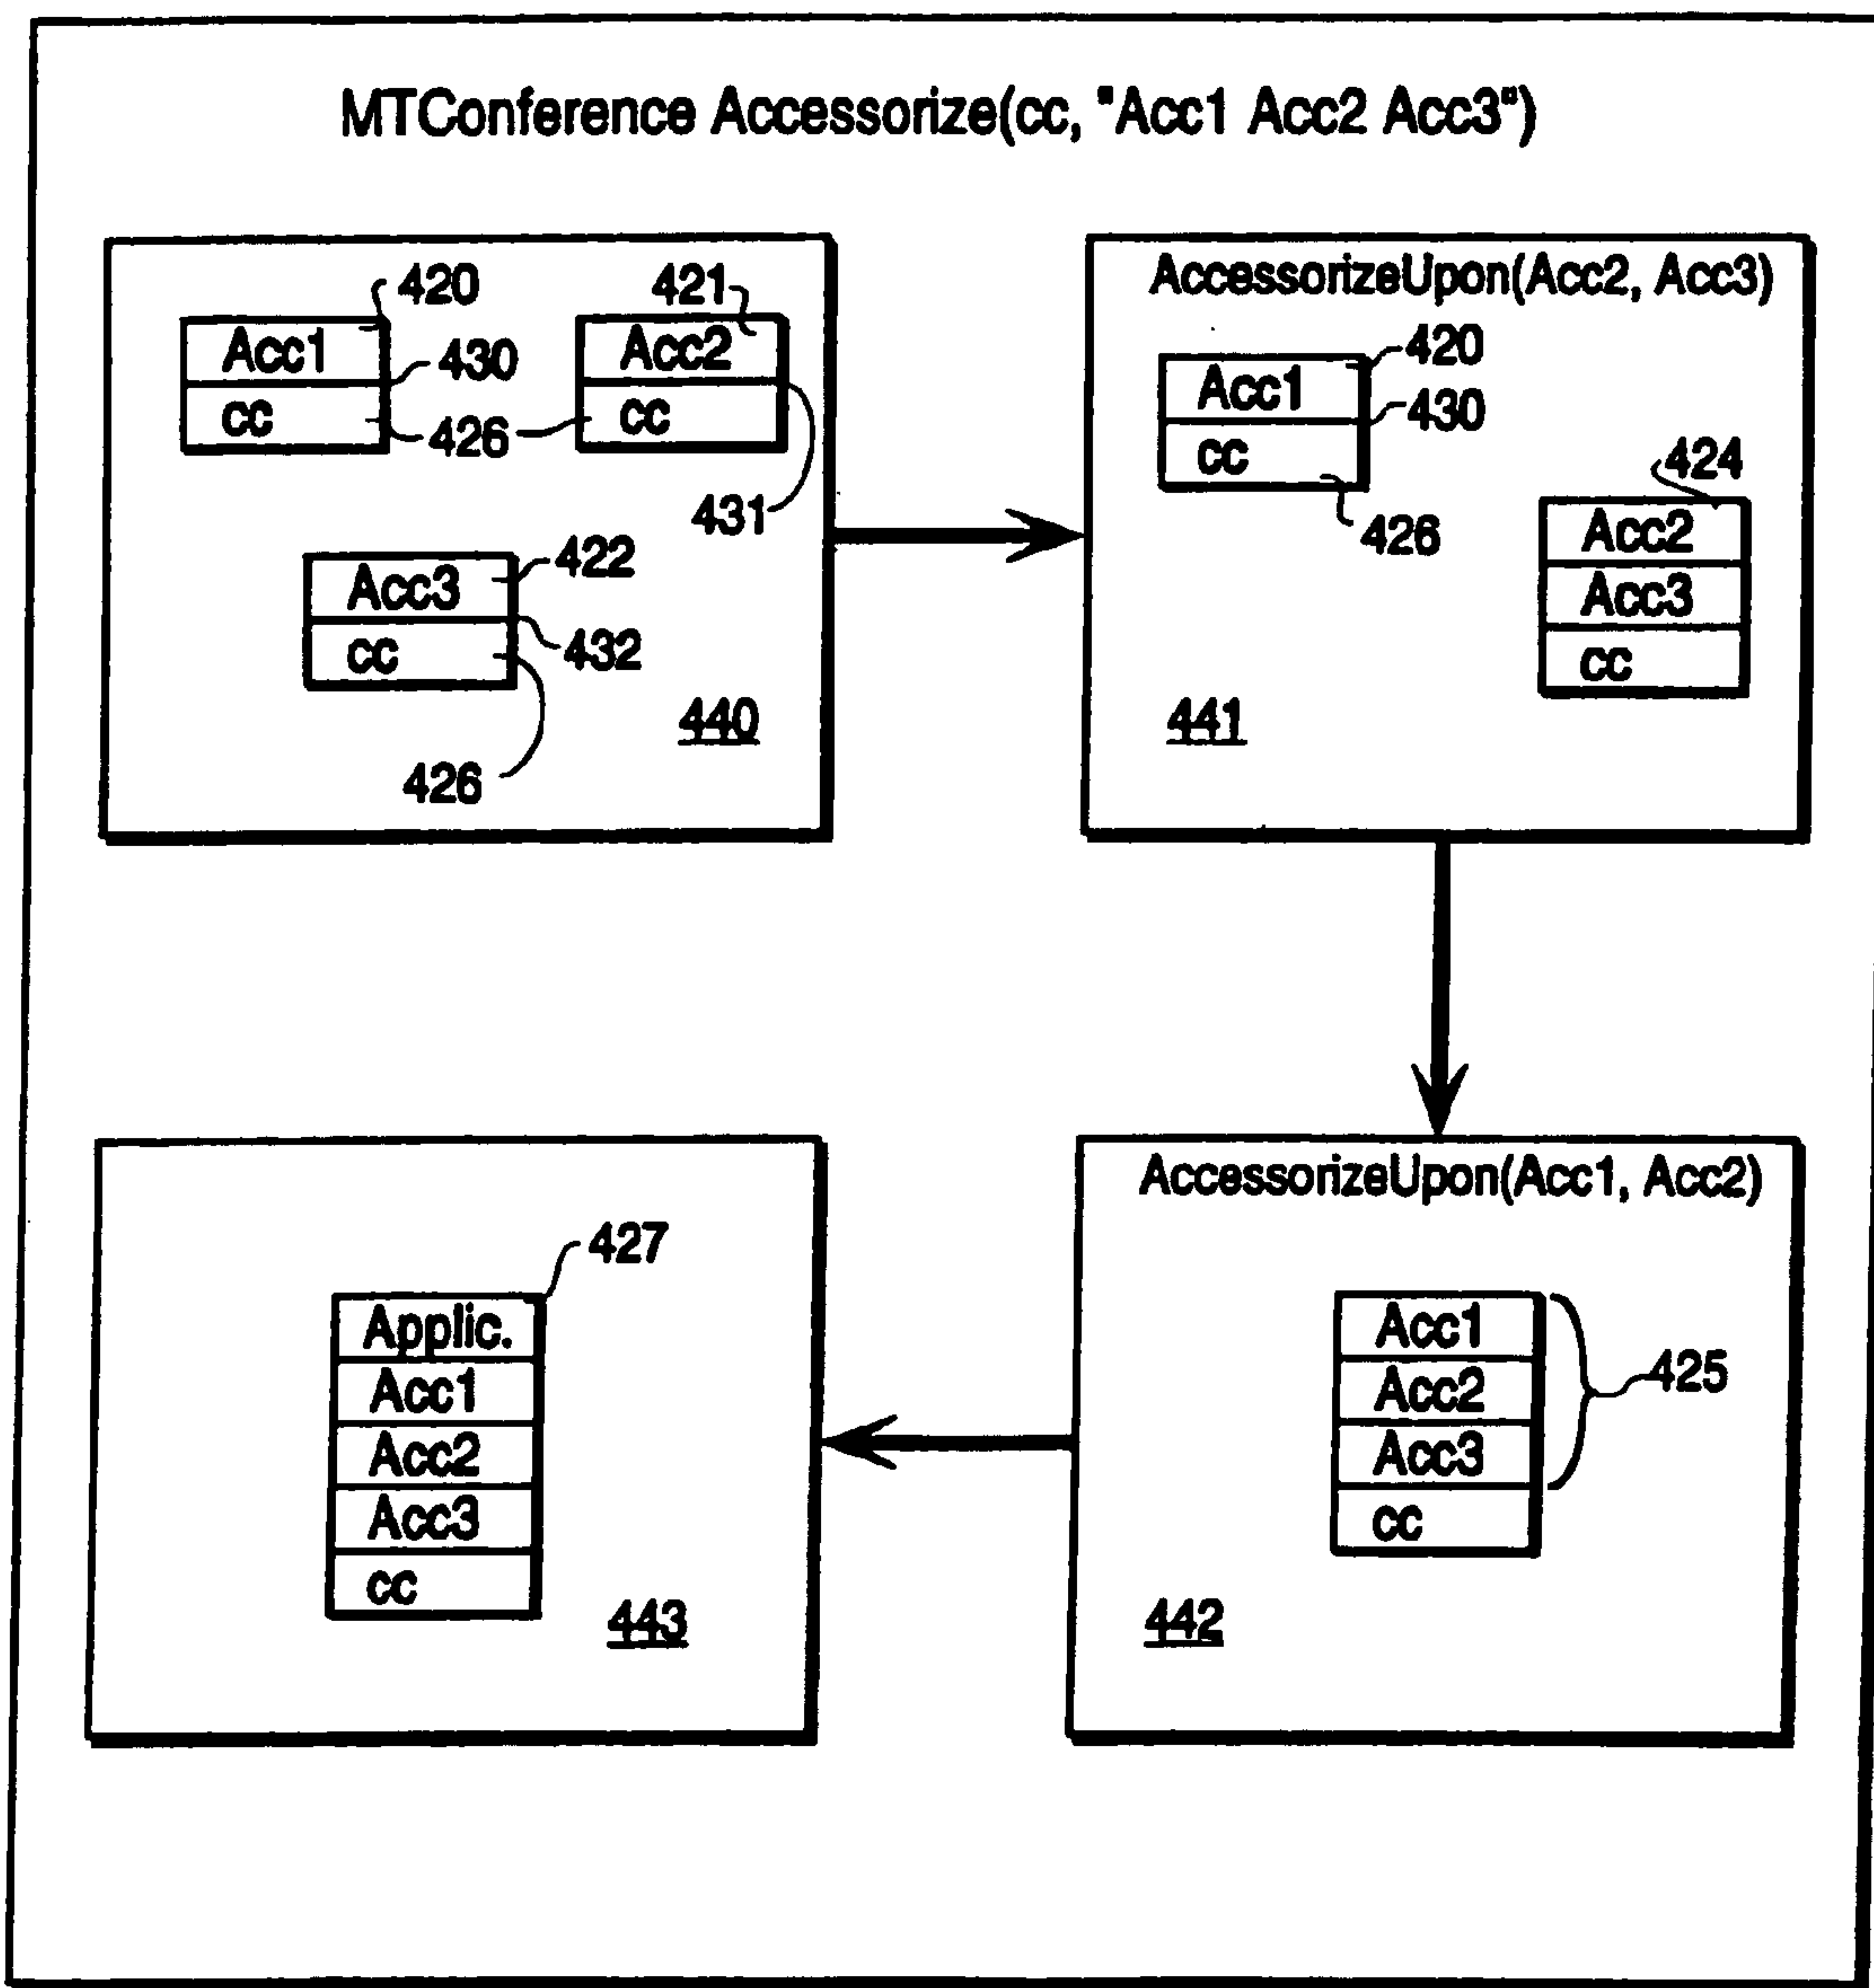 MTConference Accessorize(cc, "Acc1 Acc2 Acc3")
420
421
Acc1
430
cc
426
Acc2
cc
431
422
Acc3
432
cc
426
440
AccessorizeUpon(Acc2, Acc3)
420
Acc1
430
cc
426
424
Acc2
Acc3
cc
441
AccessorizeUpon(Acc1, Acc2)
Acc1
Acc2
Acc3
cc
425
442
427
Applic.
Acc1
Acc2
Acc3
cc
443